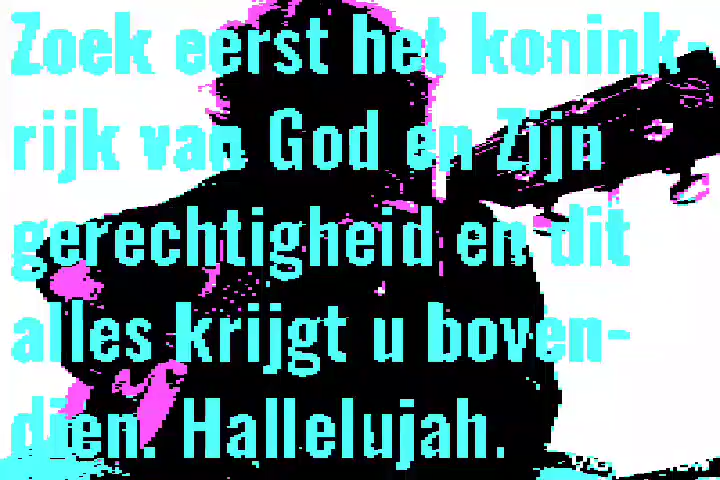 Zoek eerst het konink-
rijk van God en Zijn
gerechtigheid en dit
alles krijgt u boven-
dien. Hallelujah.